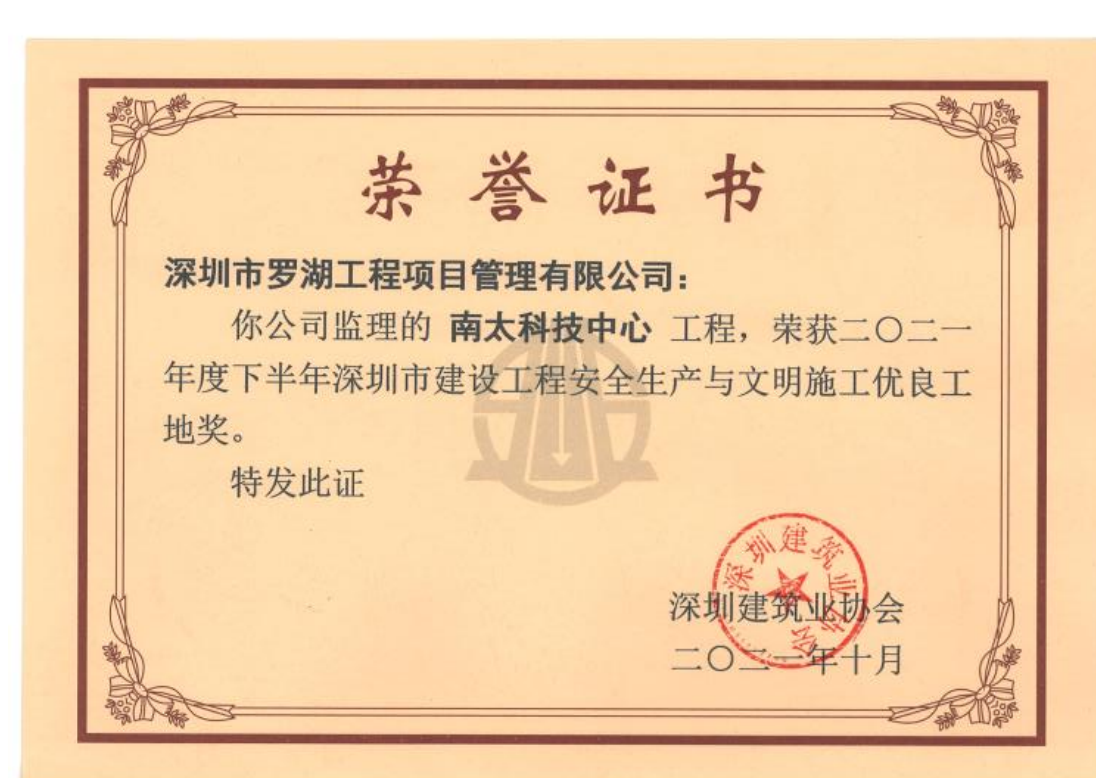 荣誉证书
深圳市罗湖工程项目管理有限公司：
你公司监理的 南太科技中心 工程，荣获二〇二一
年度下半年深圳市建设工程安全生产与文明施工优良工
地奖。
特发此证
深圳建筑业协会
深圳建筑业协会
二〇二一年十月